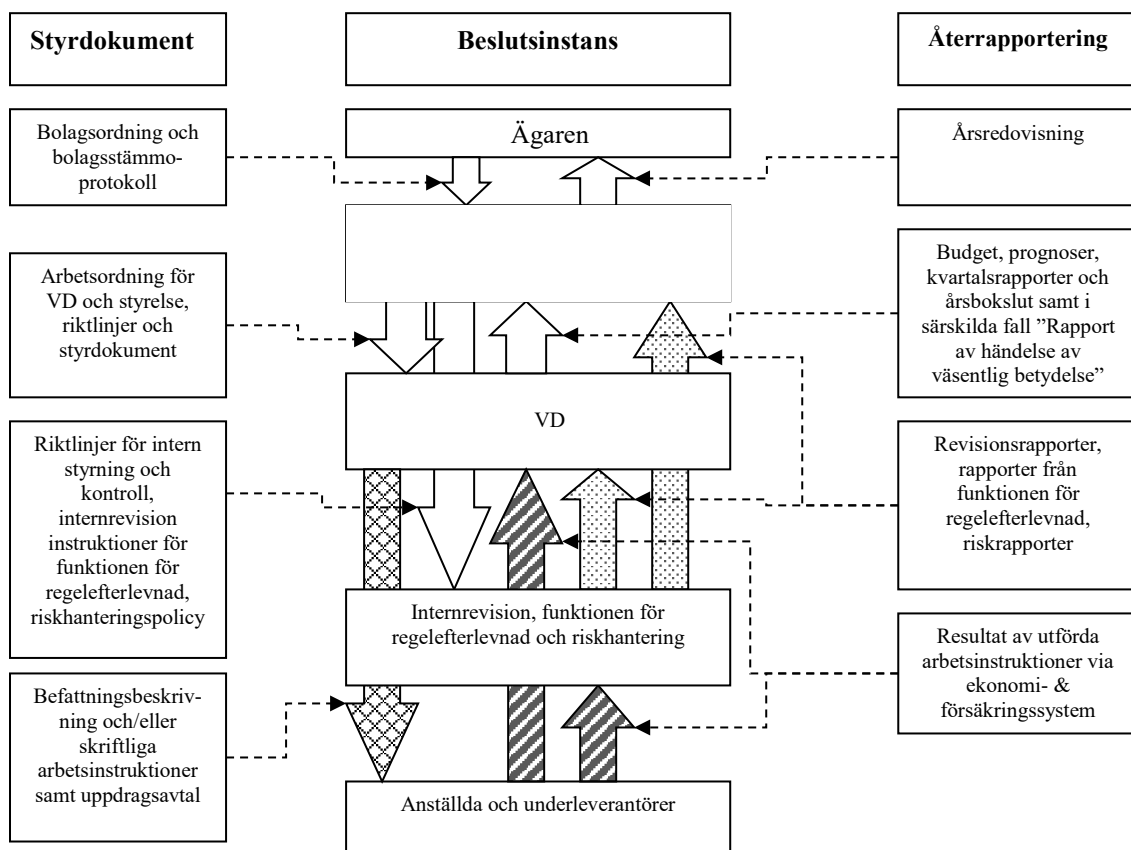 Styrdokument
Beslutsinstans
Återrapportering
Bolagsordning och
bolagsstämmo-
protokoll
Ägaren
Årsredovisning
Arbetsordning för
VD och styrelse,
riktlinjer och
styrdokument
Budget, prognoser,
kvartalsrapporter och
årsbokslut samt i
särskilda fall ”Rapport
av händelse av
väsentlig betydelse”
VD
Riktlinjer för intern
styrning och
kontroll,
internrevision
instruktioner för
funktionen för
regelefterlevnad,
riskhanteringspolicy
Revisionsrapporter,
rapporter från
funktionen för
regelefterlevnad,
riskrapporter
Internrevision, funktionen för
regelefterlevnad och riskhantering
Resultat av utförda
arbetsinstruktioner via
ekonomi- &
försäkringssystem
Befattningsbeskriv-
ning och/eller
skriftliga
arbetsinstruktioner
samt uppdragsavtal
Anställda och underleverantörer